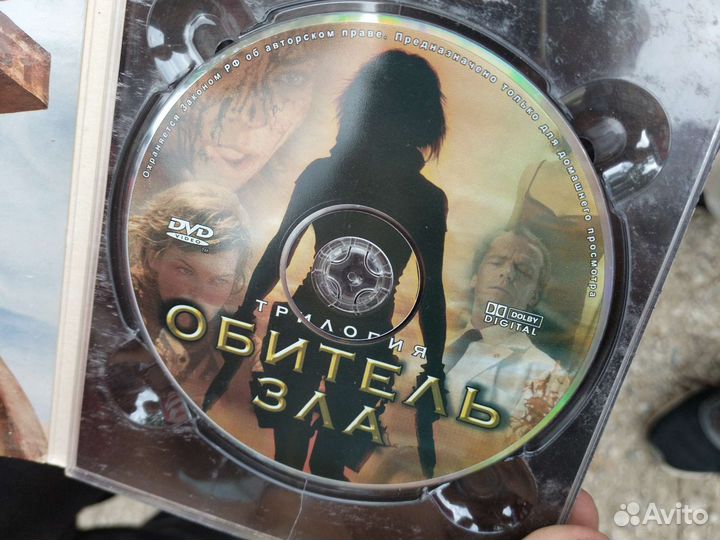 Охраняется Законом РФ об авторском праве. Предназначено только для домашнего просмотра
DVD
VIDEO
TM
DOLBY
DIGITAL
ТРИЛОГИЯ
ОБИТЕЛЬ
ЗЛА
Avito